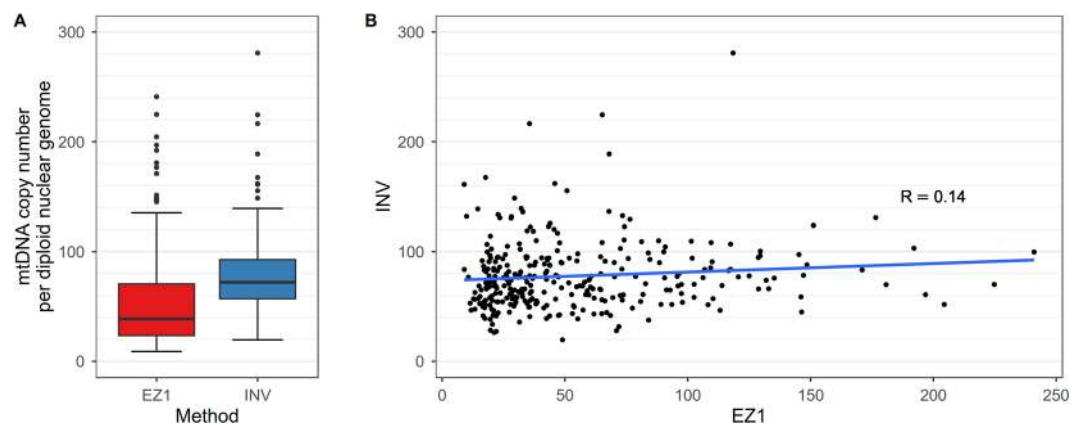 A
mtDNA copy number
per diploid nuclear genome
300
200
100
0
EZ1
INV
Method
B
INV
300
200
100
0
R = 0.14
0
50
100
150
200
250
EZ1